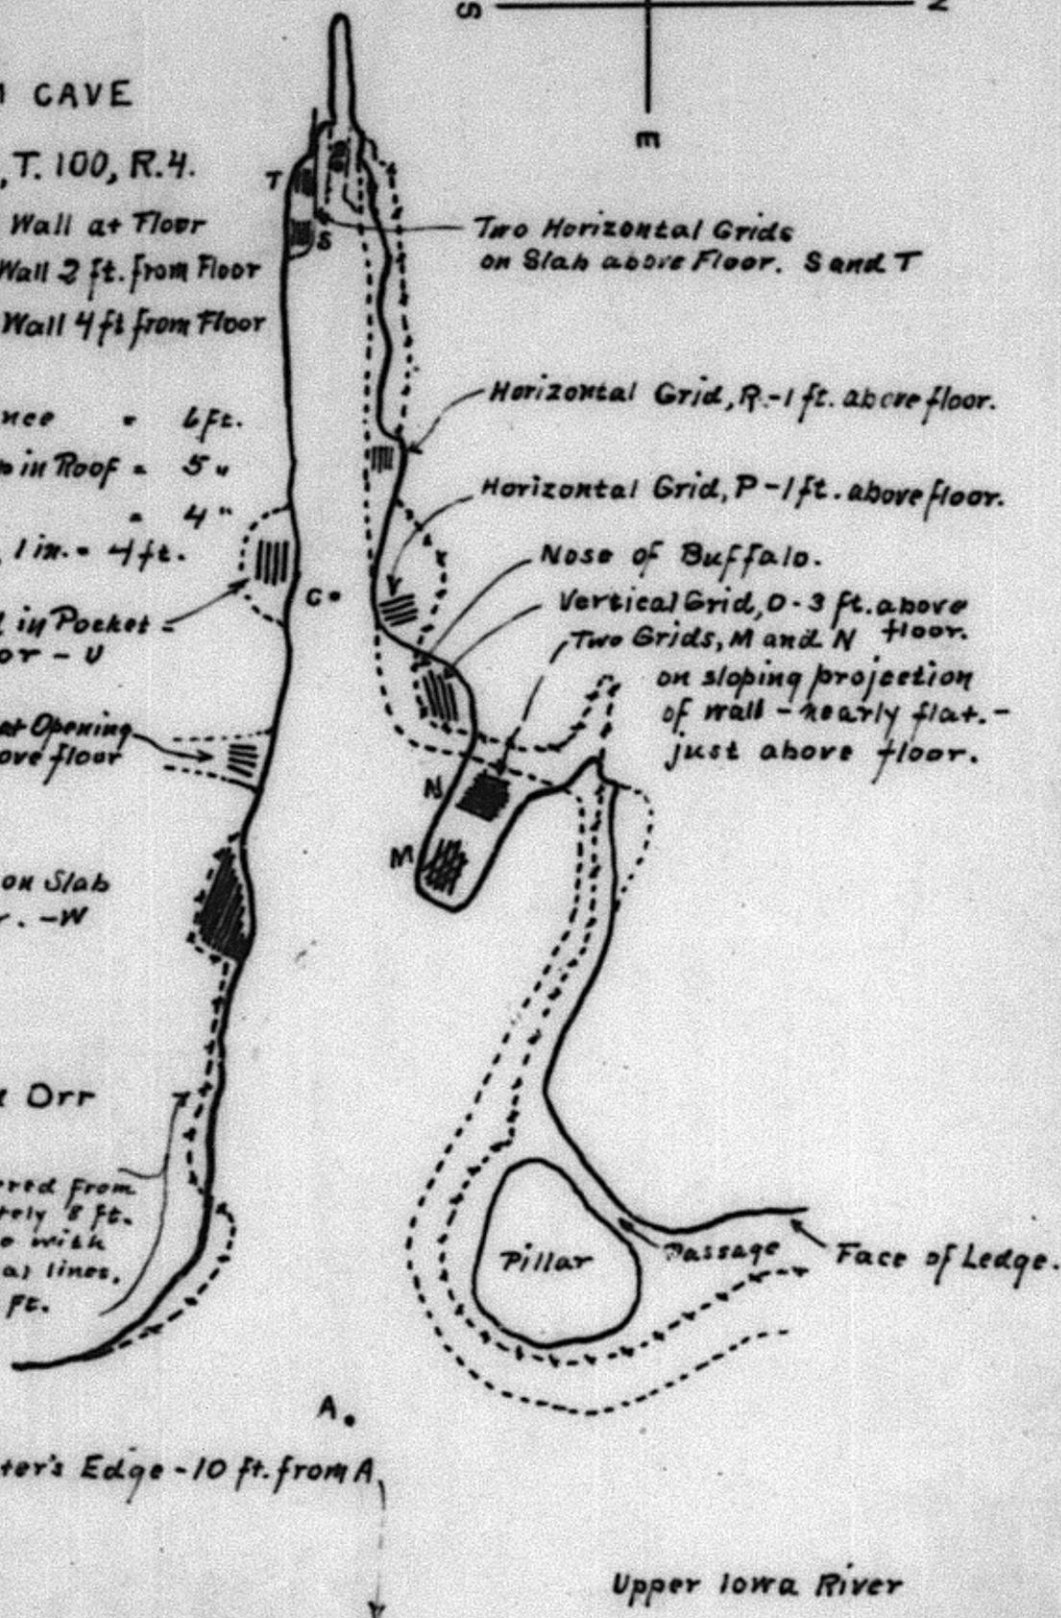 S
N
E
CAVE
, T. 100, R.4.
Wall at Floor
Wall 2 ft. from Floor
Wall 4 ft from Floor
nce = 6 ft.
in Roof = 5 "
= 4 "
1 in. = 4 ft.
in Pocket =
or - U
at Opening
ove floor
on Slab
r. - W
Orr
ered from
tely 8 ft.
o with
al lines,
Ft.
T
S
Two Horizontal Grids
on Slab above Floor. S and T
Horizontal Grid, R. - 1 ft. above floor.
Horizontal Grid, P - 1 ft. above floor.
Nose of Buffalo.
C
Vertical Grid, O - 3 ft. above
floor.
Two Grids, M and N
on sloping projection
of wall - nearly flat. -
just above floor.
N
M
Pillar
Passage
Face of Ledge.
A.
ter's Edge - 10 ft. from A.
Upper Iowa River